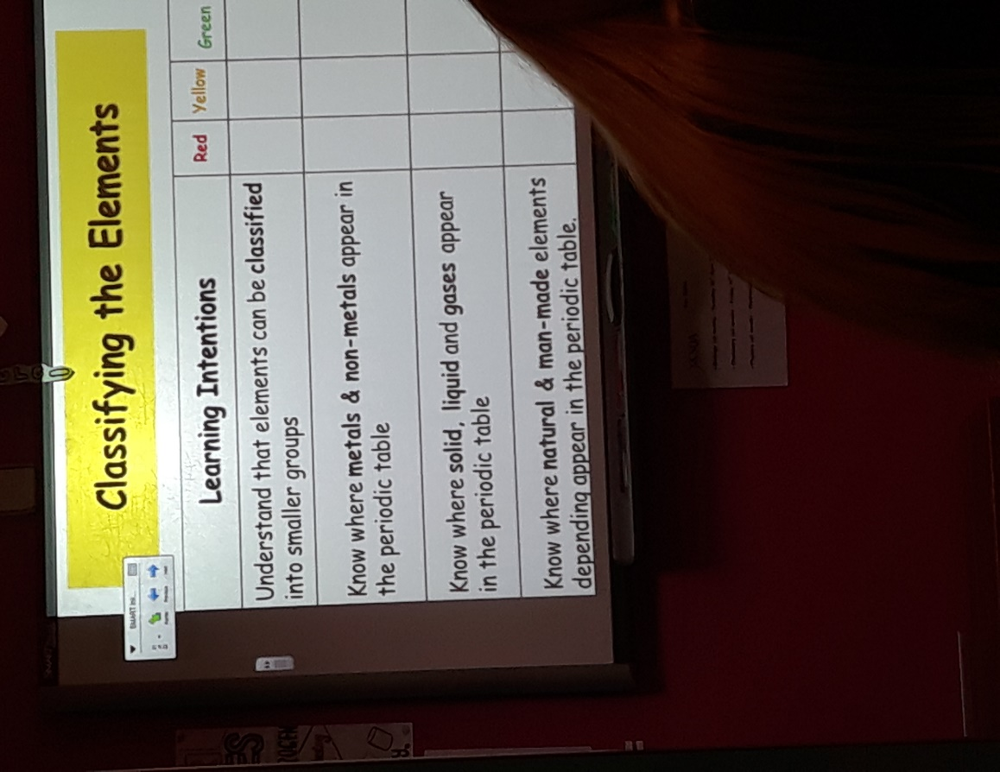 Classifying the Elements
Learning Intentions Red Yellow Green
Understand that elements can be classified
into smaller groups
Know where metals & non-metals appear in
the periodic table
Know where solid, liquid and gases appear
in the periodic table
Know where natural & man-made elements
depending appear in the periodic table.